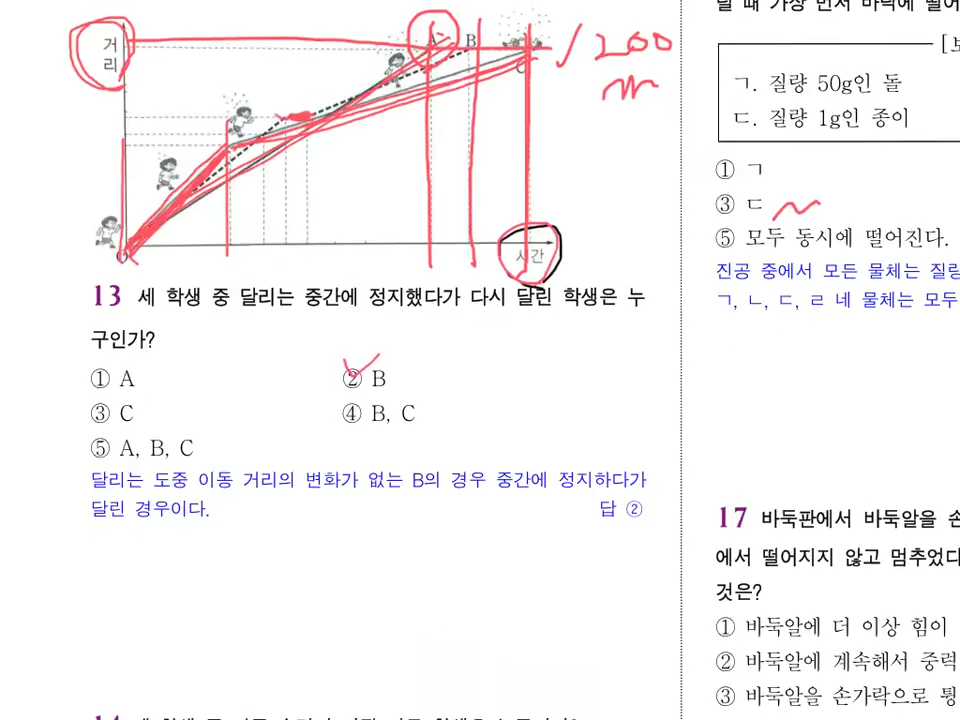 거
리
A
B
C
1200
m
O
시간
13 세 학생 중 달리는 중간에 정지했다가 다시 달린 학생은 누
구인가?
① A
② B
③ C
④ B, C
⑤ A, B, C
달리는 도중 이동 거리의 변화가 없는 B의 경우 중간에 정지하다가
달린 경우이다.
답 ②
ㄱ. 질량 50g인 돌
ㄷ. 질량 1g인 종이
① ㄱ
③ ㄷ
⑤ 모두 동시에 떨어진다.
진공 중에서 모든 물체는 질량
ㄱ, ㄴ, ㄷ, ㄹ 네 물체는 모두
17 바둑판에서 바둑알을 손
에서 떨어지지 않고 멈추었다
것은?
① 바둑알에 더 이상 힘이
② 바둑알에 계속해서 중력
③ 바둑알을 손가락으로 튕